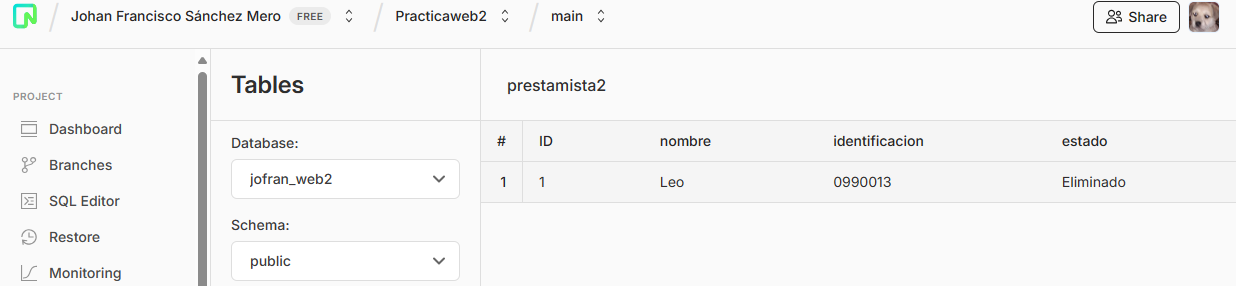 Johan Francisco Sánchez Mero FREE Practicaweb2 main Share
PROJECT
Dashboard
Branches
SQL Editor
Restore
Monitoring
Tables
Database:
jofran_web2
Schema:
public
prestamista2
# ID nombre identificacion estado
1 1 Leo 0990013 Eliminado